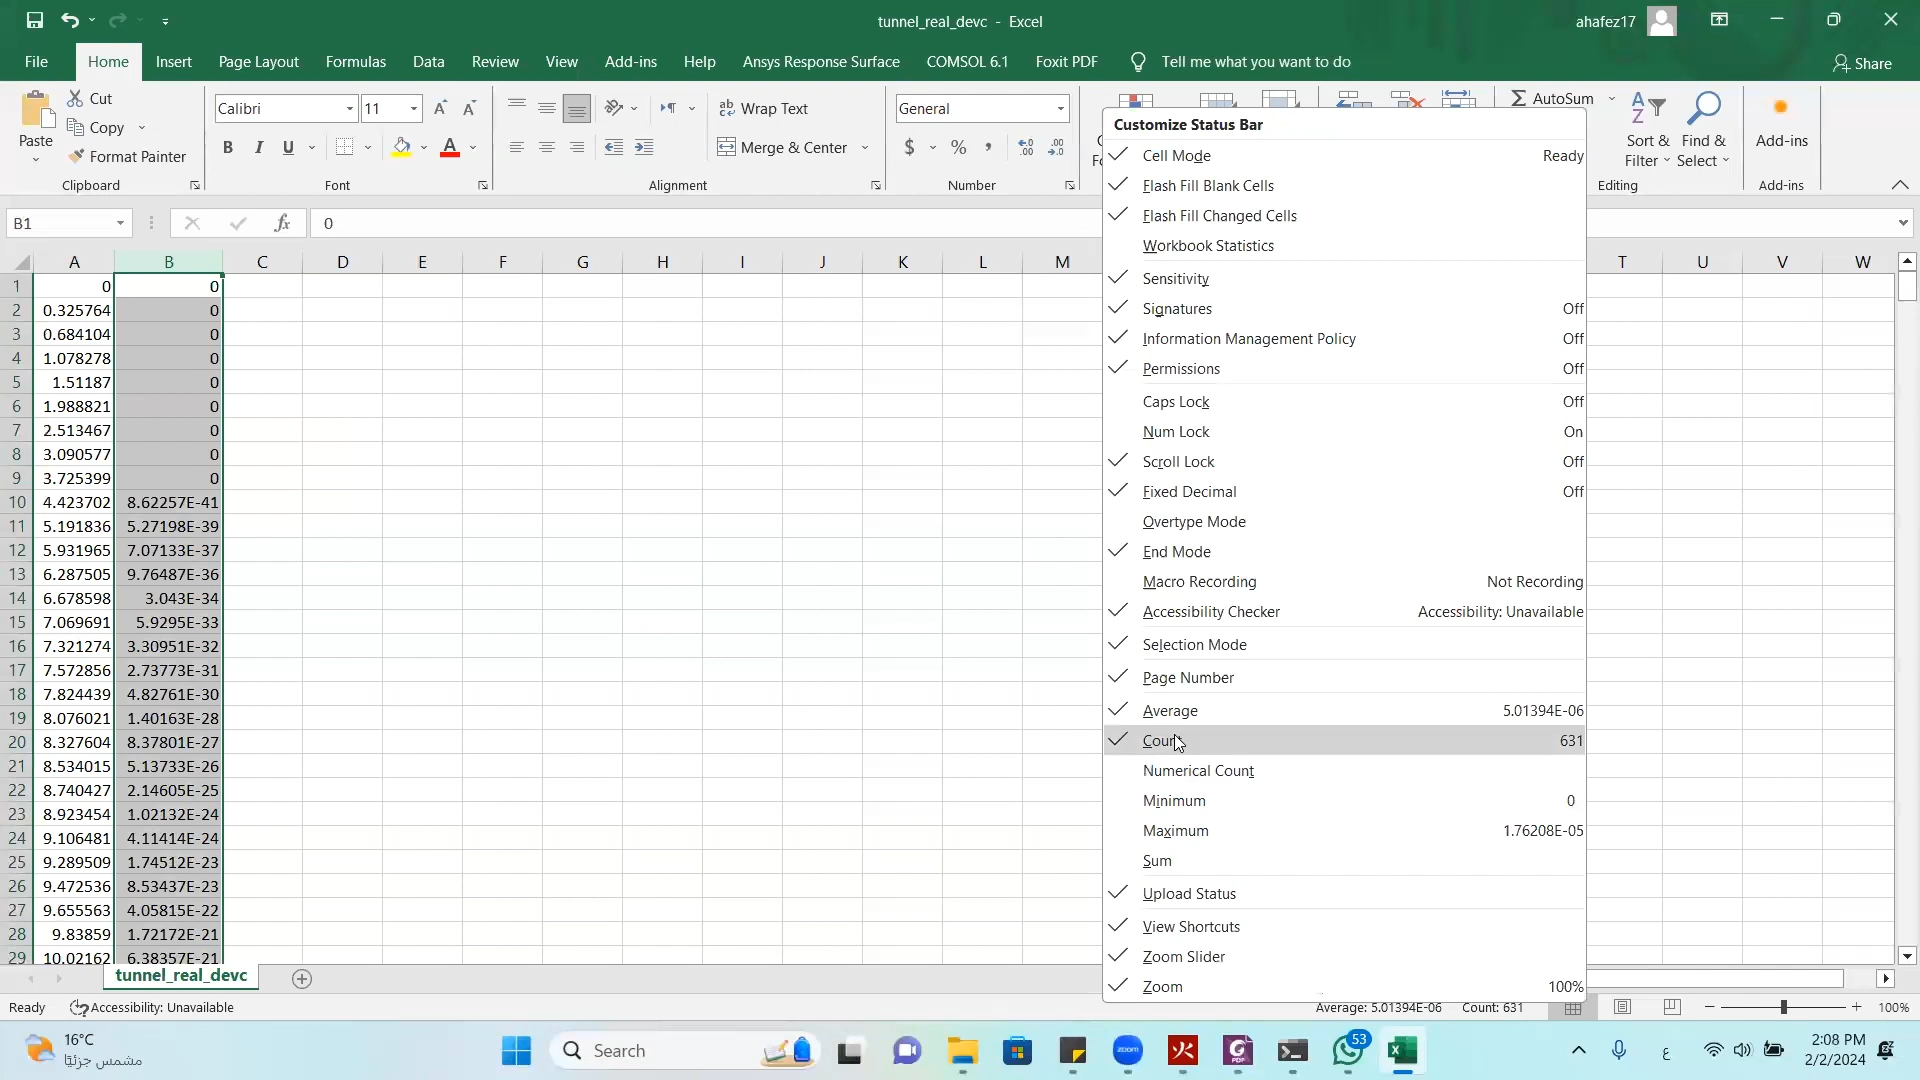 tunnel_real_devc - Excel
ahafez17
File Home Insert Page Layout Formulas Data Review View Add-ins Help Ansys Response Surface COMSOL 6.1 Foxit PDF Tell me what you want to do Share
Paste
Cut
Copy
Format Painter
Clipboard
Calibri 11
B I U
Font
Wrap Text
Merge & Center
Alignment
General
$ %
Number
AutoSum
Sort & Filter
Find & Select
Editing
Add-ins
Add-ins
B1 fx 0
A B C D E F G H I J K L M T U V W
1 0 0
2 0.325764 0
3 0.684104 0
4 1.078278 0
5 1.51187 0
6 1.988821 0
7 2.513467 0
8 3.090577 0
9 3.725399 0
10 4.423702 8.62257E-41
11 5.191836 5.27198E-39
12 5.931965 7.07133E-37
13 6.287505 9.76487E-36
14 6.678598 3.043E-34
15 7.069691 5.9295E-33
16 7.321274 3.30951E-32
17 7.572856 2.73773E-31
18 7.824439 4.82761E-30
19 8.076021 1.40163E-28
20 8.327604 8.37801E-27
21 8.534015 5.13733E-26
22 8.740427 2.14605E-25
23 8.923454 1.02132E-24
24 9.106481 4.11414E-24
25 9.289509 1.74512E-23
26 9.472536 8.53437E-23
27 9.655563 4.05815E-22
28 9.83859 1.72172E-21
29 10.02162 6.38357E-21
Customize Status Bar
Cell Mode Ready
Flash Fill Blank Cells
Flash Fill Changed Cells
Workbook Statistics
Sensitivity
Signatures Off
Information Management Policy Off
Permissions Off
Caps Lock Off
Num Lock On
Scroll Lock Off
Fixed Decimal Off
Overtype Mode
End Mode
Macro Recording Not Recording
Accessibility Checker Accessibility: Unavailable
Selection Mode
Page Number
Average 5.01394E-06
Count 631
Numerical Count
Minimum 0
Maximum 1.76208E-05
Sum
Upload Status
View Shortcuts
Zoom Slider
Zoom 100%
tunnel_real_devc
Ready Accessibility: Unavailable Average: 5.01394E-06 Count: 631 100%
16°C
مشمس جزئيًا
Search
zoom
53
ع
2:08 PM
2/2/2024